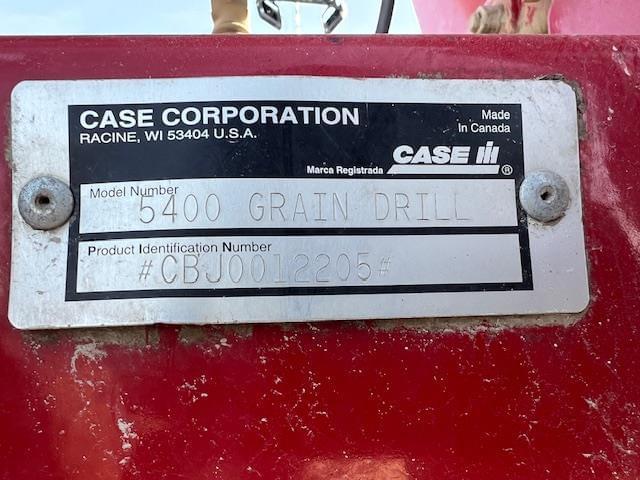 CASE CORPORATION
RACINE, WI 53404 U.S.A.
Made
In Canada
Marca Registrada CASE IH ®
Model Number
5400 GRAIN DRILL
Product Identification Number
#CBJ0012205#